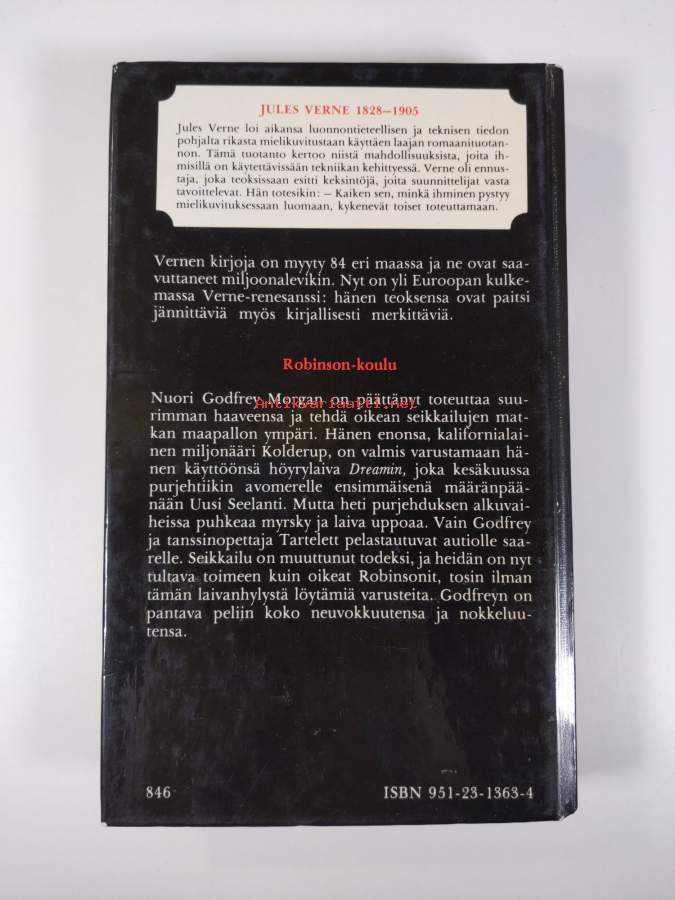 JULES VERNE 1828–1905
Jules Verne loi aikansa luonnontieteellisen ja teknisen tiedon
pohjalta rikasta mielikuvitustaan käyttäen laajan romaanituotan-
non. Tämä tuotanto kertoo niistä mahdollisuuksista, joita ih-
misillä on käytettävissään tekniikan kehittyessä. Verne oli ennus-
taja, joka teoksissaan esitti keksintöjä, joita suunnittelijat vasta
tavoittelevat. Hän totesikin: – Kaiken sen, minkä ihminen pystyy
mielikuvituksessaan luomaan, kykenevät toiset toteuttamaan.
Vernen kirjoja on myyty 84 eri maassa ja ne ovat saa-
vuttaneet miljoonalevikin. Nyt on yli Euroopan kulke-
massa Verne-renesanssi: hänen teoksensa ovat paitsi
jännittäviä myös kirjallisesti merkittäviä.
Robinson-koulu
Nuori Godfrey Morgan on päättänyt toteuttaa suu-
Antikvariaatti.net
rimman haaveensa ja tehdä oikean seikkailujen mat-
kan maapallon ympäri. Hänen enonsa, kalifornialai-
nen miljonääri Kolderup, on valmis varustamaan hä-
nen käyttöönsä höyrylaiva Dreamin, joka kesäkuussa
purjehtiikin avomerelle ensimmäisenä määränpää-
nään Uusi Seelanti. Mutta heti purjehduksen alkuvai-
heissa puhkeaa myrsky ja laiva uppoaa. Vain Godfrey
ja tanssinopettaja Tartelett pelastautuvat autiolle saa-
relle. Seikkailu on muuttunut todeksi, ja heidän on nyt
tultava toimeen kuin oikeat Robinsonit, tosin ilman
tämän laivanhylystä löytämiä varusteita. Godfreyn on
pantava peliin koko neuvokkuutensa ja nokkeluu-
tensa.
846
ISBN 951-23-1363-4